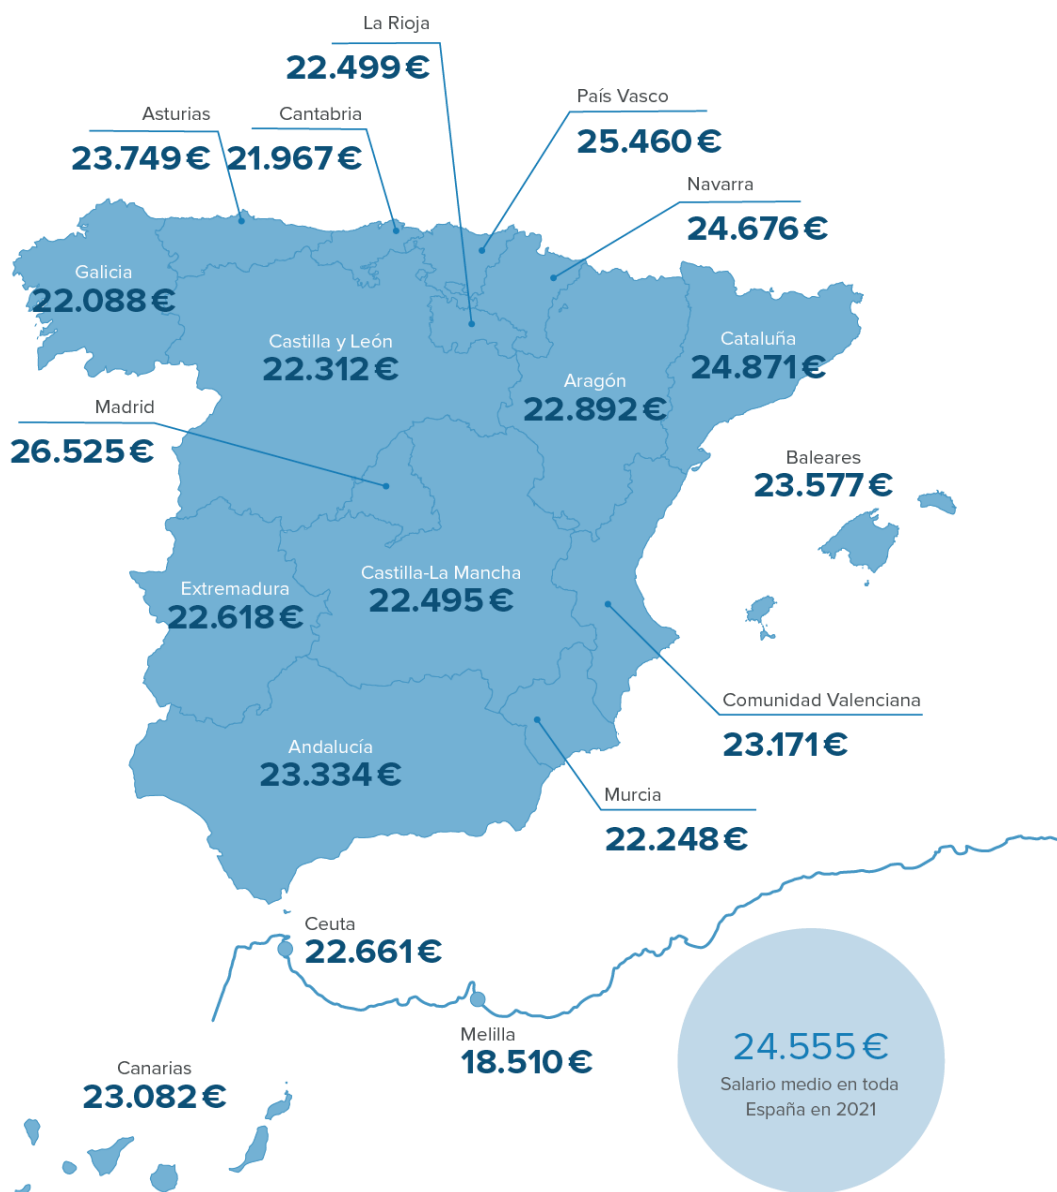 La Rioja
22.499 €
País Vasco
25.460 €
Asturias
23.749 €
Cantabria
21.967 €
Navarra
24.676 €
Galicia
22.088 €
Castilla y León
22.312 €
Cataluña
24.871 €
Aragón
22.892 €
Madrid
26.525 €
Baleares
23.577 €
Castilla-La Mancha
22.495 €
Extremadura
22.618 €
Comunidad Valenciana
23.171 €
Andalucía
23.334 €
Murcia
22.248 €
Ceuta
22.661 €
Melilla
18.510 €
Canarias
23.082 €
24.555 €
Salario medio en toda
España en 2021